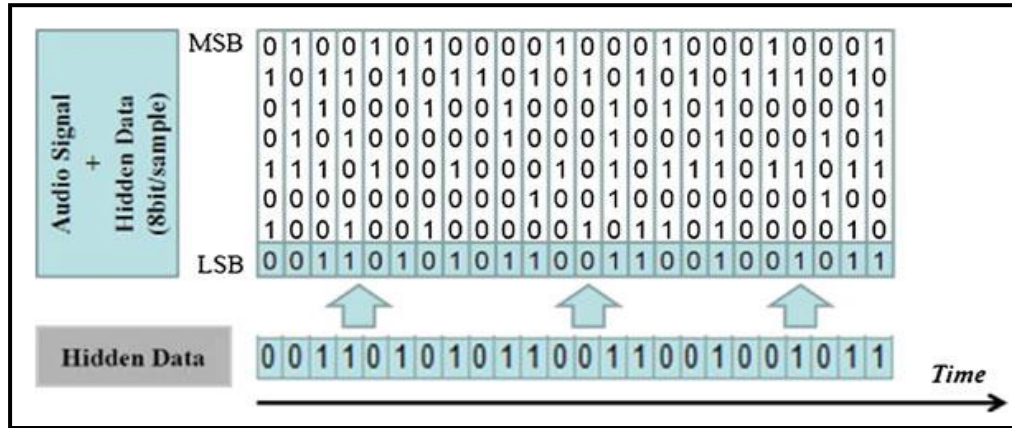 Audio Signal
+
Hidden Data
(8bit/sample)
MSB 0 1 0 0 1 0 1 0 0 0 0 1 0 0 0 1 0 0 0 1 0 0 0 1
1 0 1 1 0 1 0 1 1 0 1 0 1 0 1 0 1 0 1 1 1 0 1 0
0 1 1 0 0 0 1 0 0 1 0 0 0 1 0 1 0 0 0 0 0 0 0 1
0 1 0 1 0 0 0 0 0 1 0 0 0 1 0 1 0 0 0 0 0 1 0 1
1 1 1 0 1 0 1 0 1 0 0 1 0 1 0 1 1 1 0 1 1 0 1 1
0 0 0 1 0 0 0 0 0 0 1 0 1 0 0 0 0 0 0 0 0 1 0 0
1 0 0 1 0 0 1 0 0 0 0 0 1 0 1 1 0 1 0 0 0 0 1 0
LSB 0 0 1 1 0 1 0 1 0 1 1 0 0 1 1 0 0 1 0 0 1 0 1 1
Hidden Data 0 0 1 1 0 1 0 1 0 1 1 0 0 1 1 0 0 1 0 0 1 0 1 1
Time